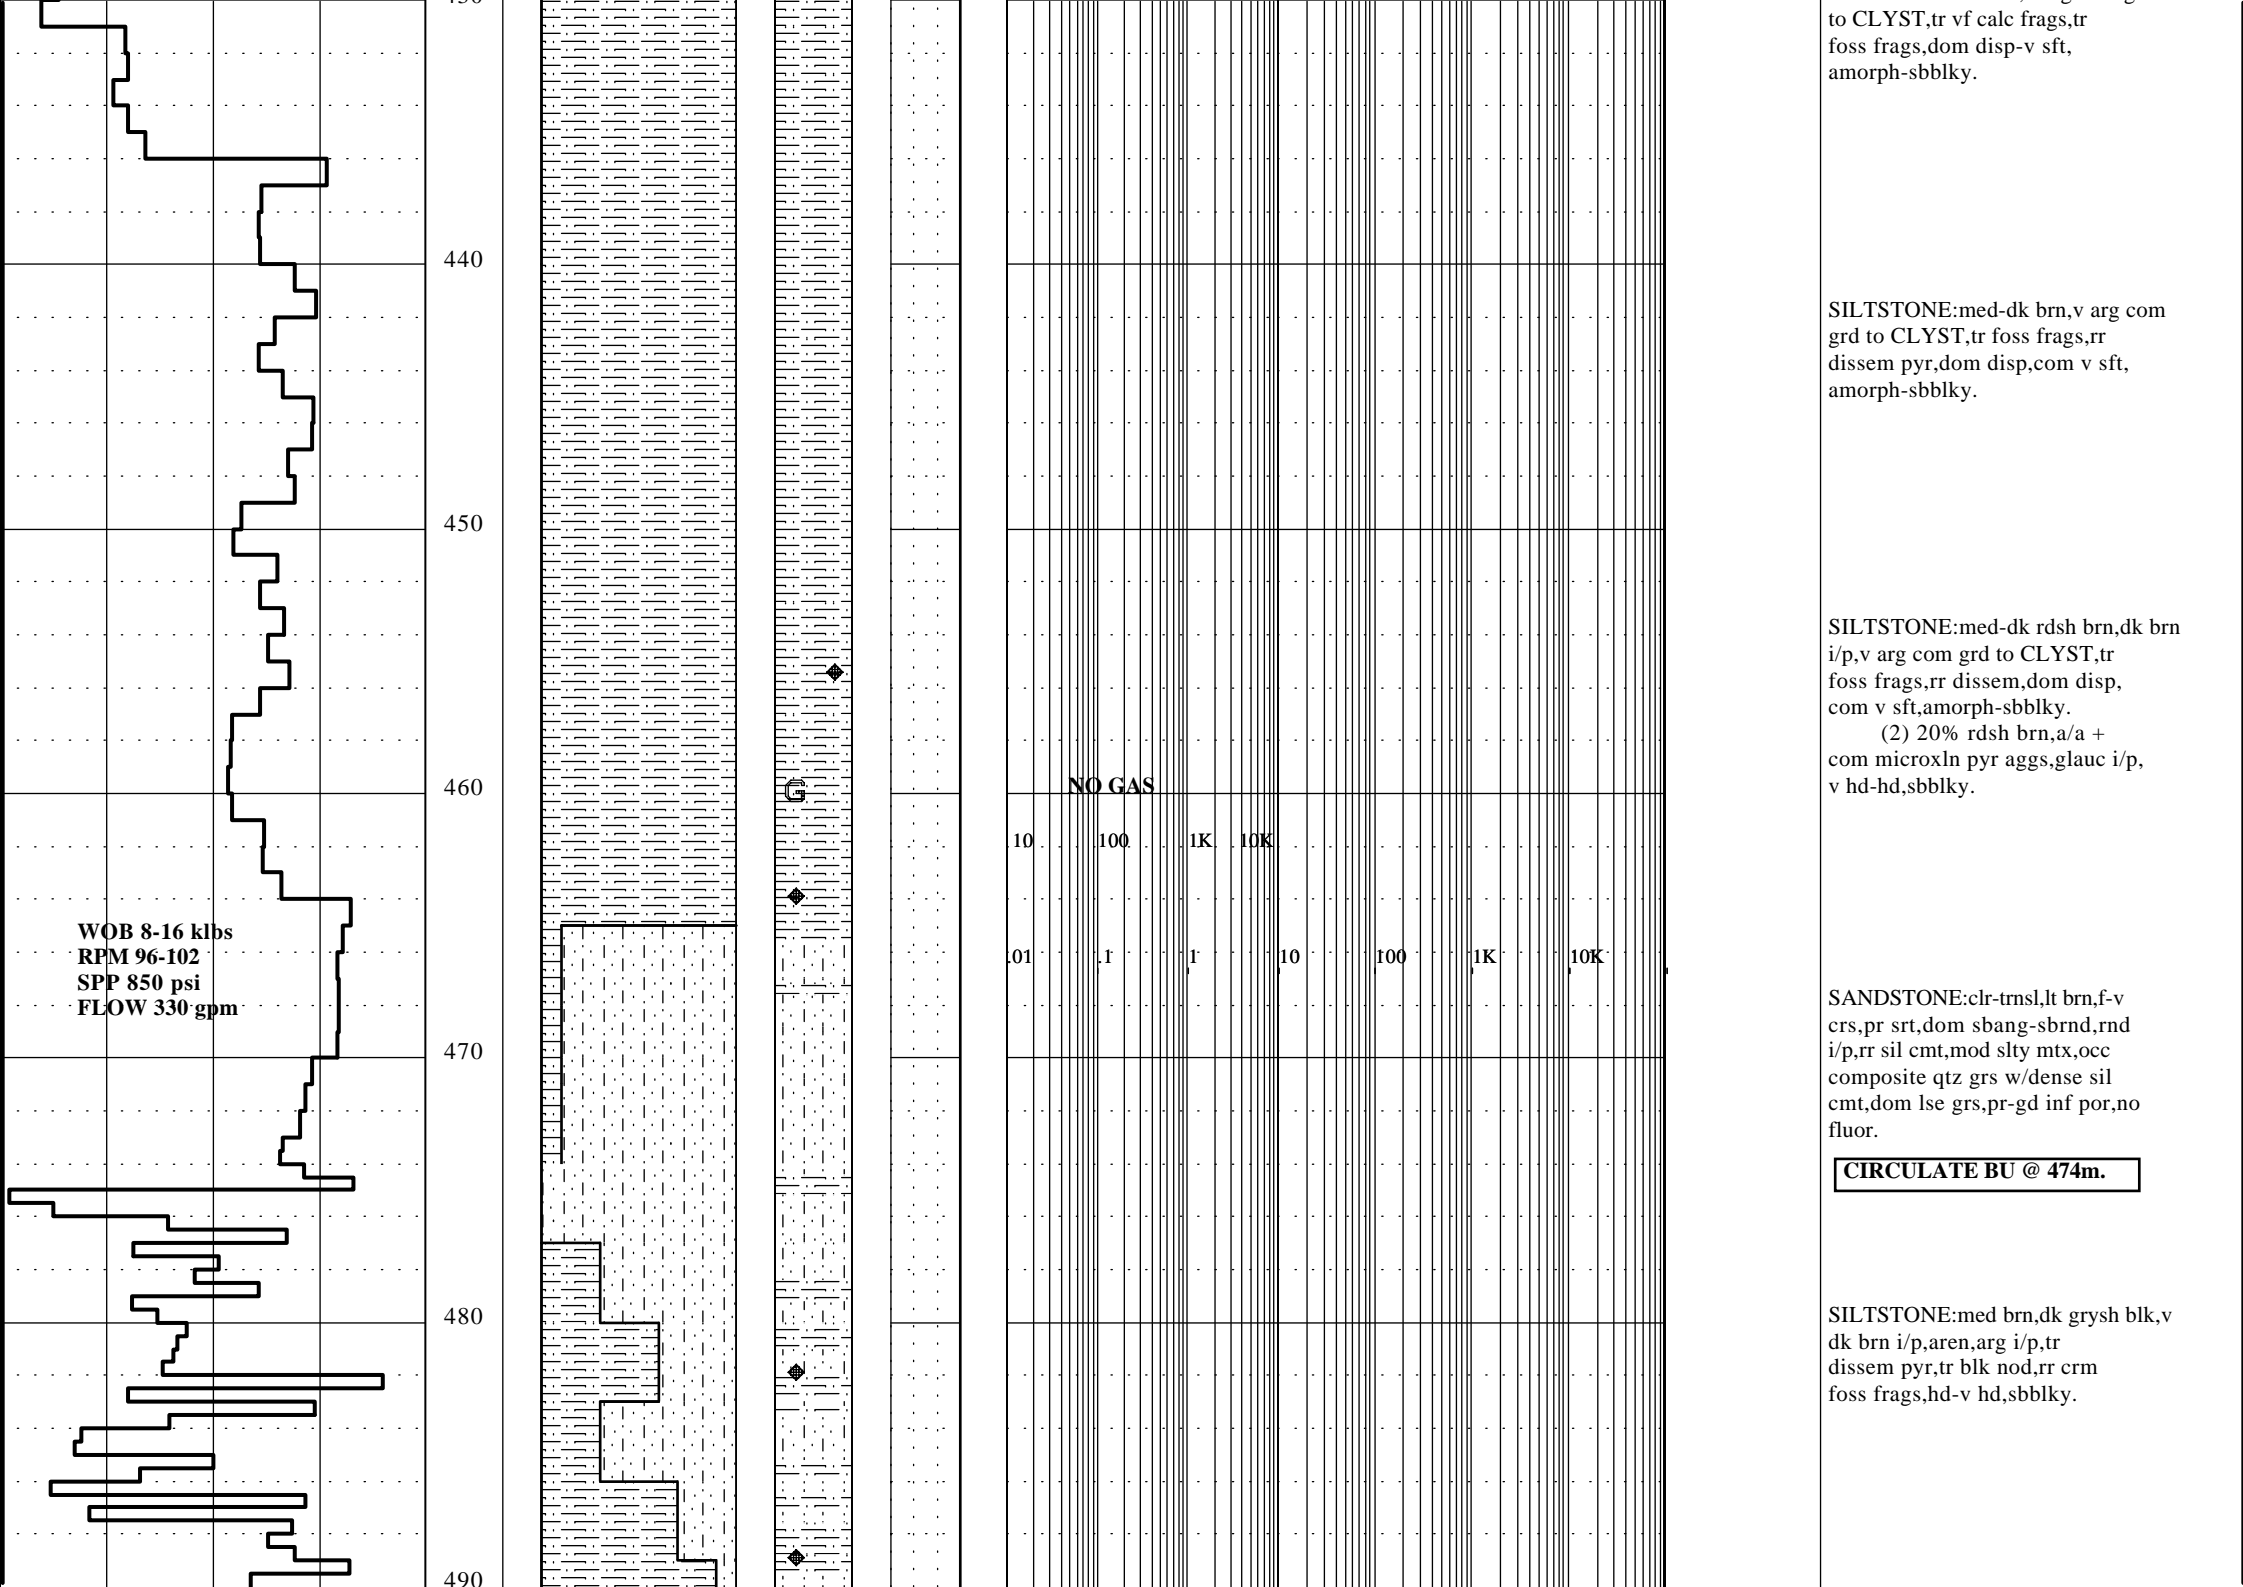 to CLYST,tr vf calc frags,tr
foss frags,dom disp-v sft,
amorph-sbblky.
440
SILTSTONE:med-dk brn,v arg com
grd to CLYST,tr foss frags,rr
dissem pyr,dom disp,com v sft,
amorph-sbblky.
450
SILTSTONE:med-dk rdsh brn,dk brn
i/p,v arg com grd to CLYST,tr
foss frags,rr dissem,dom disp,
com v sft,amorph-sbblky.
(2) 20% rdsh brn,a/a +
com microxln pyr aggs,glauc i/p,
v hd-hd,sbblky.
460
G
NO GAS
10 100 1K 10K
WOB 8-16 klbs
RPM 96-102
SPP 850 psi
FLOW 330 gpm
.01 .1 1 10 100 1K 10K
SANDSTONE:clr-trnsl,lt brn,f-v
crs,pr srt,dom sbang-sbrnd,rnd
i/p,rr sil cmt,mod slty mtx,occ
composite qtz grs w/dense sil
cmt,dom lse grs,pr-gd inf por,no
fluor.
470
CIRCULATE BU @ 474m.
480
SILTSTONE:med brn,dk grysh blk,v
dk brn i/p,aren,arg i/p,tr
dissem pyr,tr blk nod,rr crm
foss frags,hd-v hd,sbblky.
490